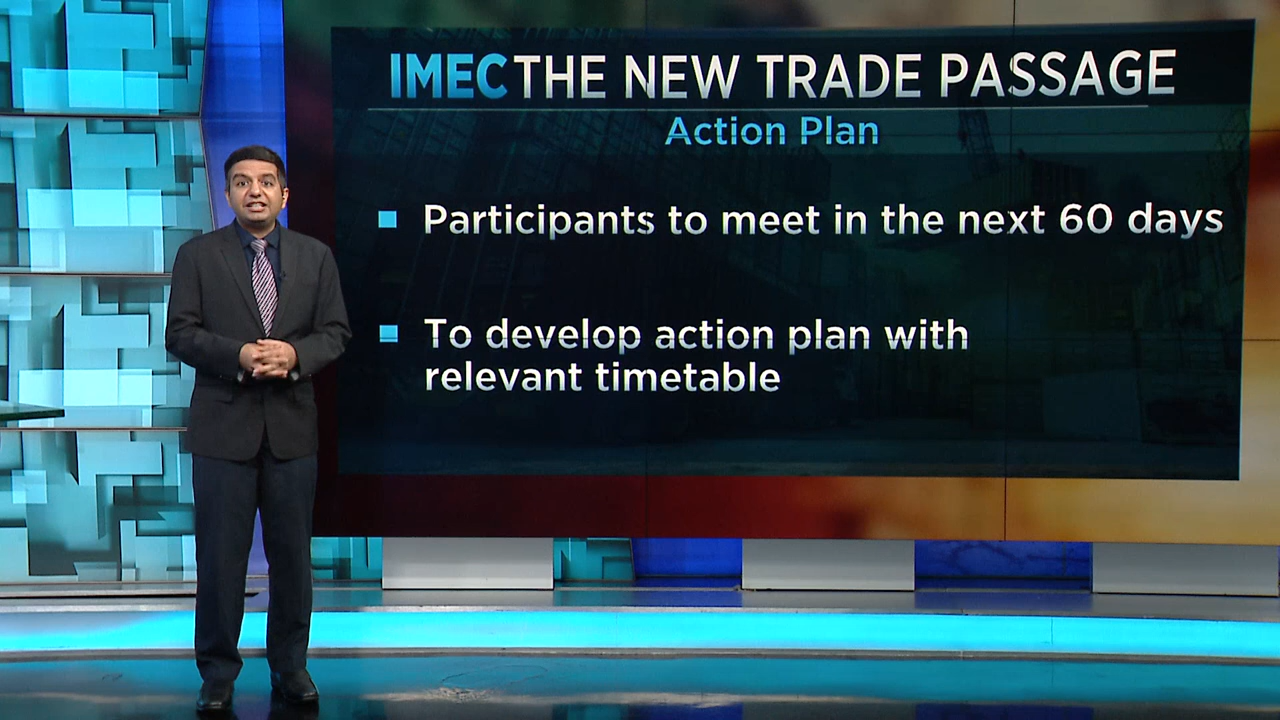 IMEC THE NEW TRADE PASSAGE
Action Plan
Participants to meet in the next 60 days
To develop action plan with
relevant timetable